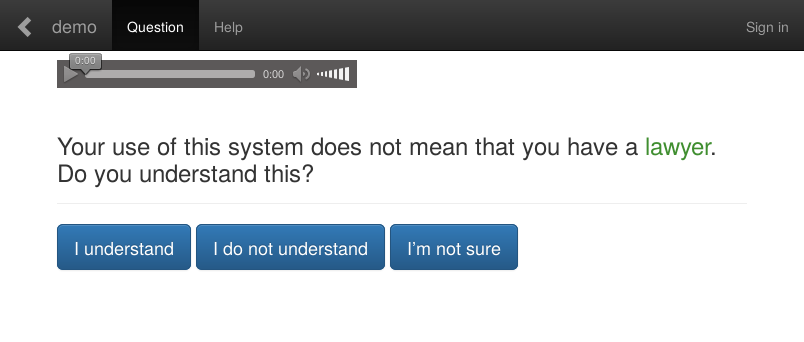 demo Question Help Sign in
0:00
0:00
Your use of this system does not mean that you have a lawyer.
Do you understand this?
I understand I do not understand I'm not sure